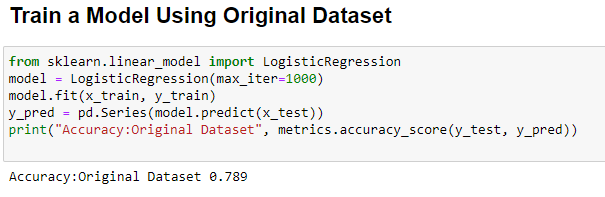 Train a Model Using Original Dataset
from sklearn.linear_model import LogisticRegression
model = LogisticRegression(max_iter=1000)
model.fit(x_train, y_train)
y_pred = pd.Series(model.predict(x_test))
print("Accuracy:Original Dataset", metrics.accuracy_score(y_test, y_pred))
Accuracy:Original Dataset 0.789